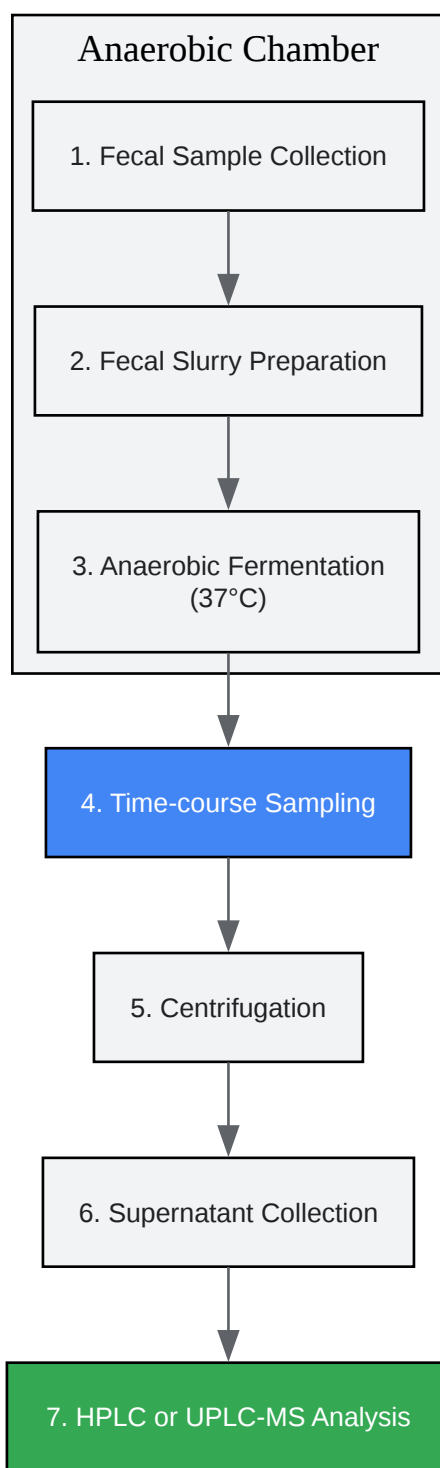 Anaerobic Chamber
1. Fecal Sample Collection
2. Fecal Slurry Preparation
3. Anaerobic Fermentation
(37°C)
4. Time-course Sampling
5. Centrifugation
6. Supernatant Collection
7. HPLC or UPLC-MS Analysis